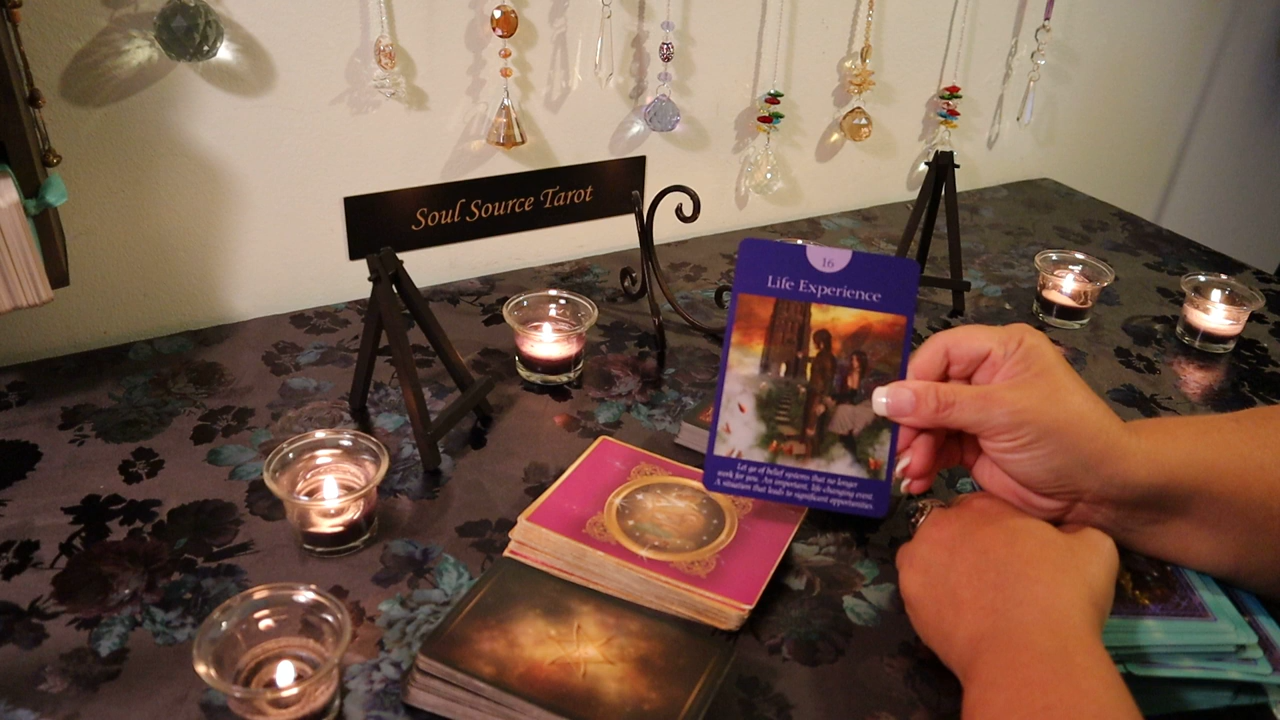 Soul Source Tarot
16
Life Experience
Let go of belief systems that no longer
work for you. An important, life-changing event.
A situation that leads to significant opportunities.